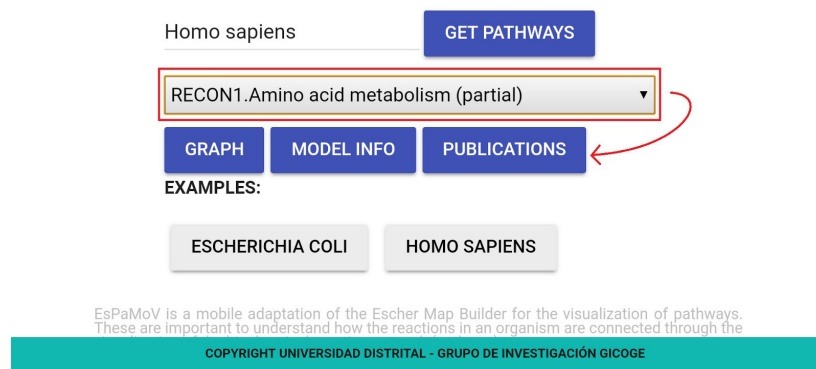 Homo sapiens GET PATHWAYS
RECON1.Amino acid metabolism (partial)
GRAPH MODEL INFO PUBLICATIONS
EXAMPLES:
ESCHERICHIA COLI HOMO SAPIENS
EsPaMoV is a mobile adaptation of the Escher Map Builder for the visualization of pathways.
These are important to understand how the reactions in an organism are connected through the
COPYRIGHT UNIVERSIDAD DISTRITAL - GRUPO DE INVESTIGACIÓN GICOGE